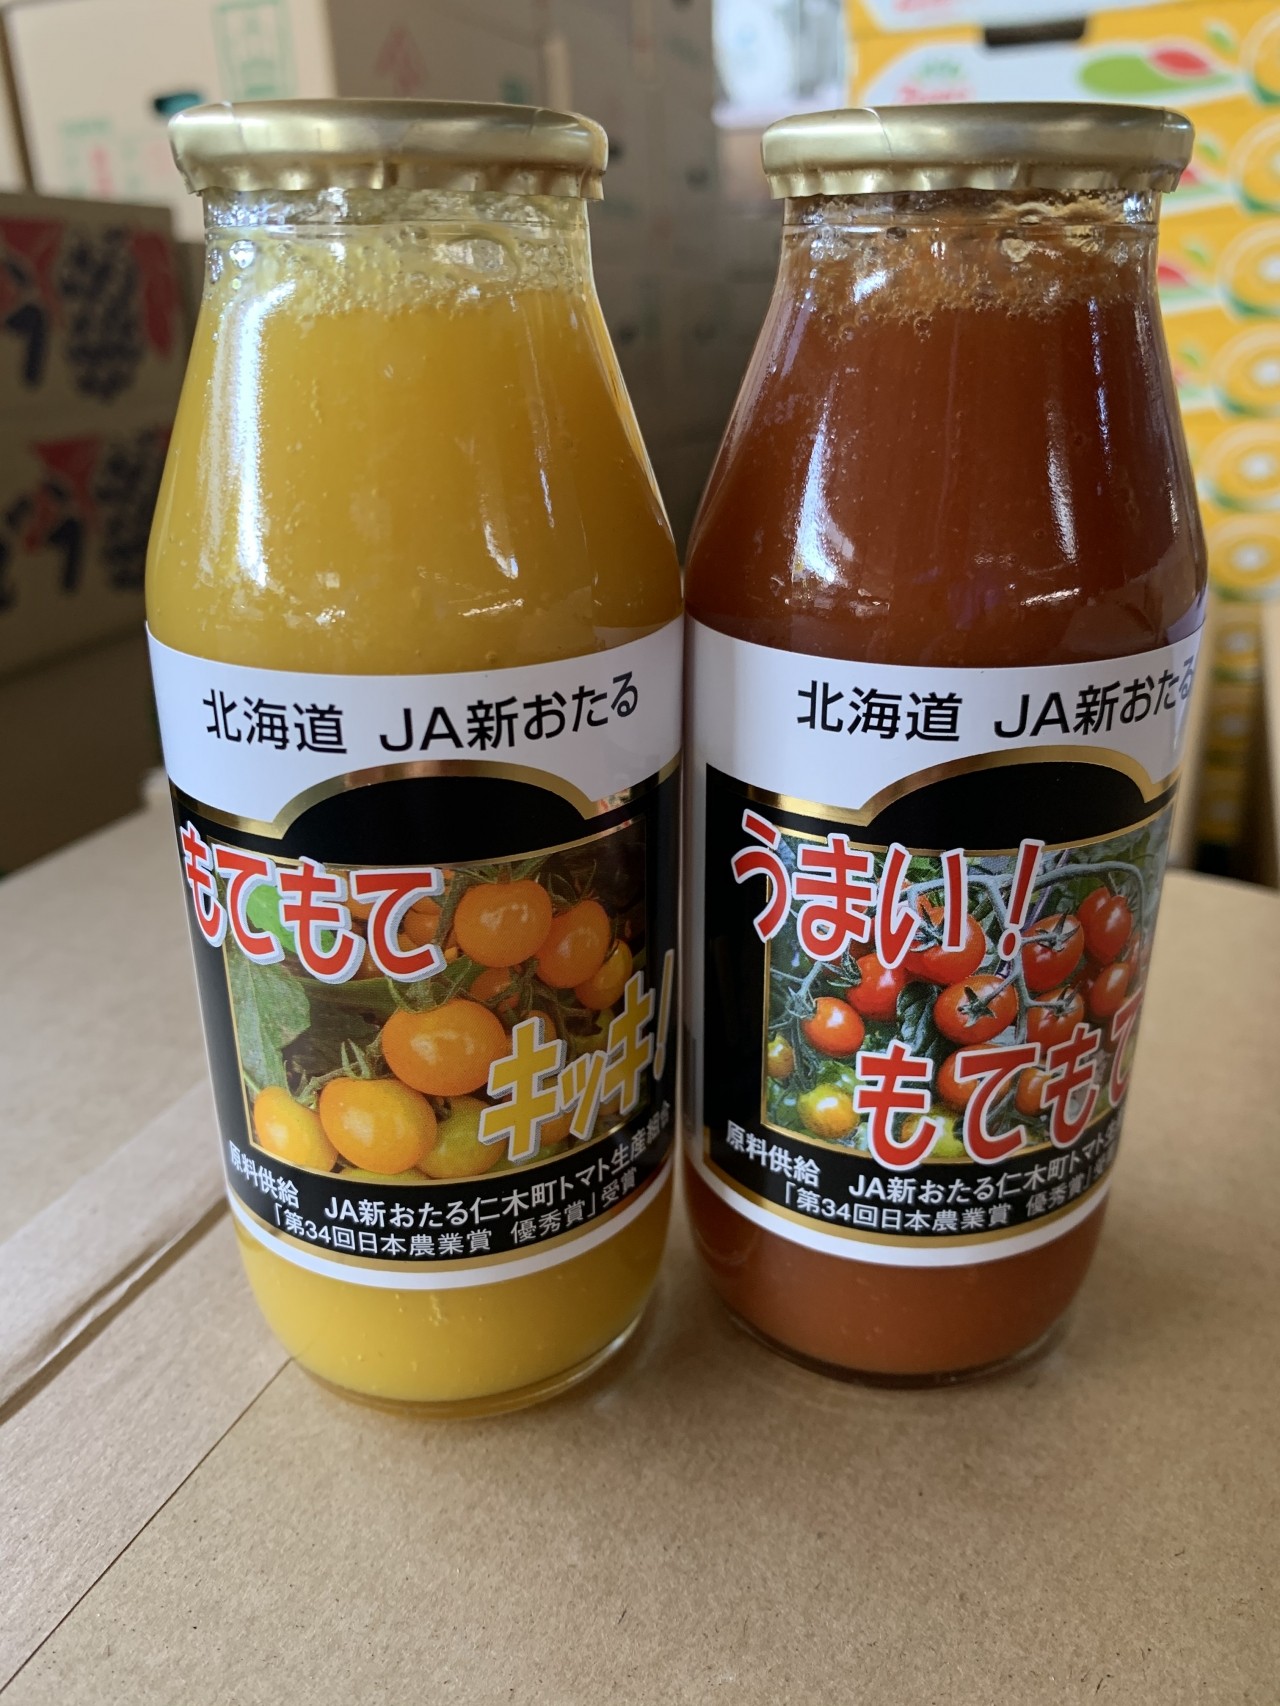 北海道 JA新おたる
もてもて
キッキ!
原料供給 JA新おたる仁木町トマト生産組合
「第34回日本農業賞 優秀賞」受賞
北海道 JA新おたる
うまい!
もてもて
原料供給 JA新おたる仁木町トマト生
「第34回日本農業賞 優秀賞」